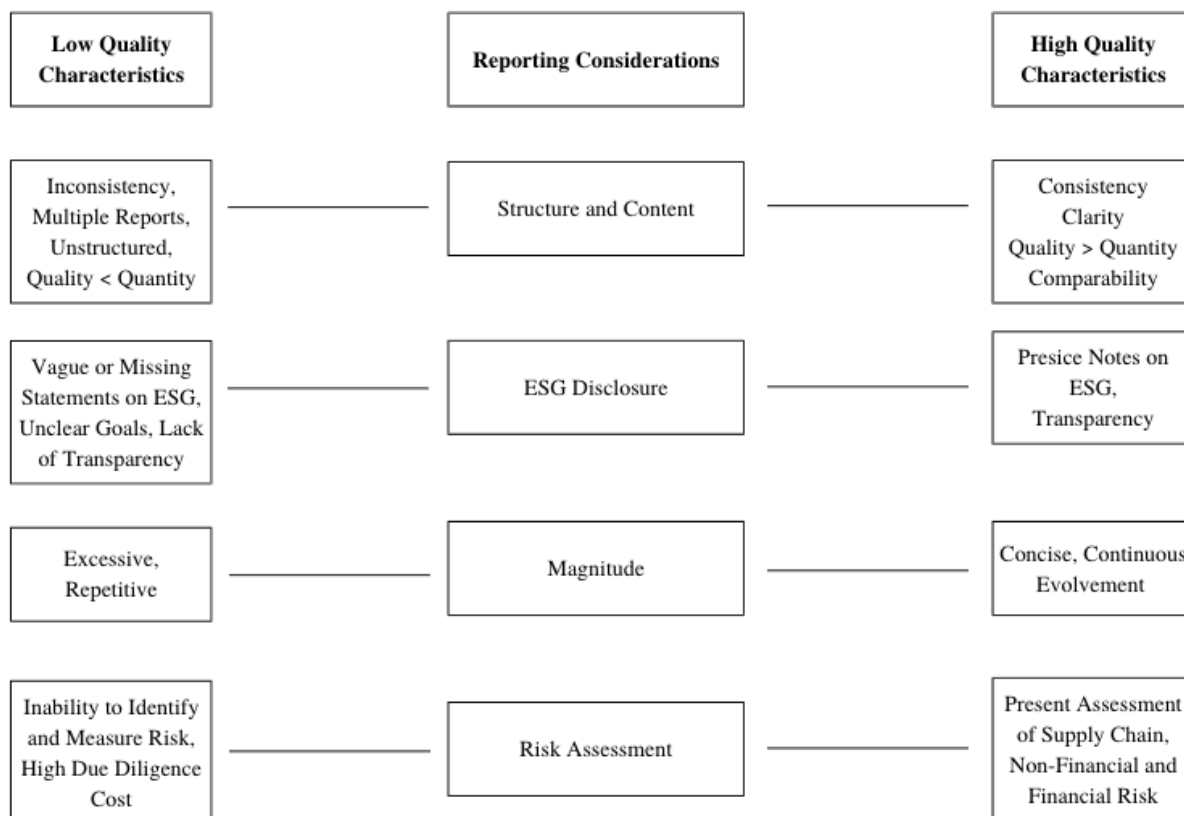 Low Quality
Characteristics
Reporting Considerations
High Quality
Characteristics
Inconsistency,
Multiple Reports,
Unstructured,
Quality < Quantity
Structure and Content
Consistency
Clarity
Quality > Quantity
Comparability
Vague or Missing
Statements on ESG,
Unclear Goals, Lack
of Transparency
ESG Disclosure
Presice Notes on
ESG,
Transparency
Excessive,
Repetitive
Magnitude
Concise, Continuous
Evolvement
Inability to Identify
and Measure Risk,
High Due Diligence
Cost
Risk Assessment
Present Assessment
of Supply Chain,
Non-Financial and
Financial Risk